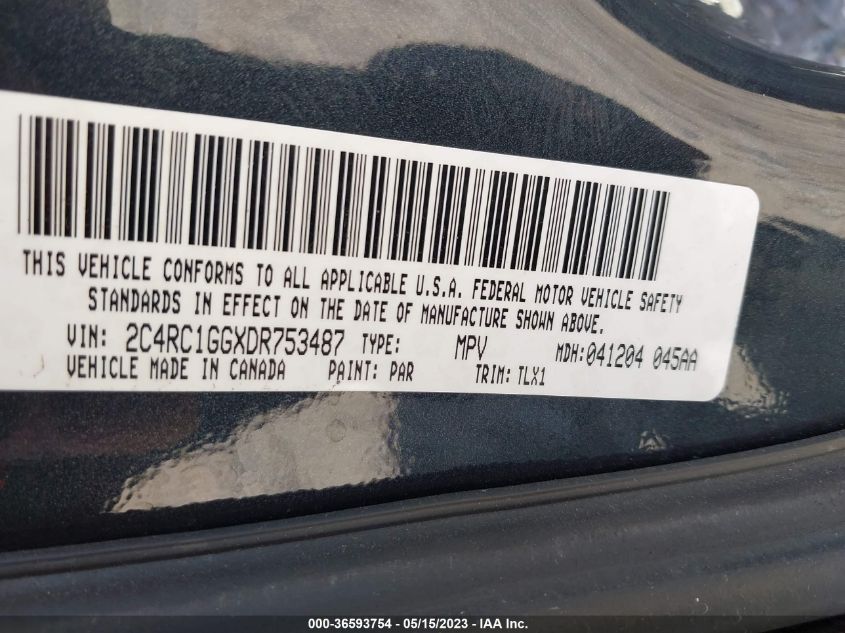 THIS VEHICLE CONFORMS TO ALL APPLICABLE U.S.A. FEDERAL MOTOR VEHICLE SAFETY
STANDARDS IN EFFECT ON THE DATE OF MANUFACTURE SHOWN ABOVE.
VIN: 2C4RC1GGXDR753487 TYPE: MPV MDH:041204 045AA
VEHICLE MADE IN CANADA PAINT: PAR TRIM: TLX1
000-36593754 — 05/15/2023 — IAA Inc.